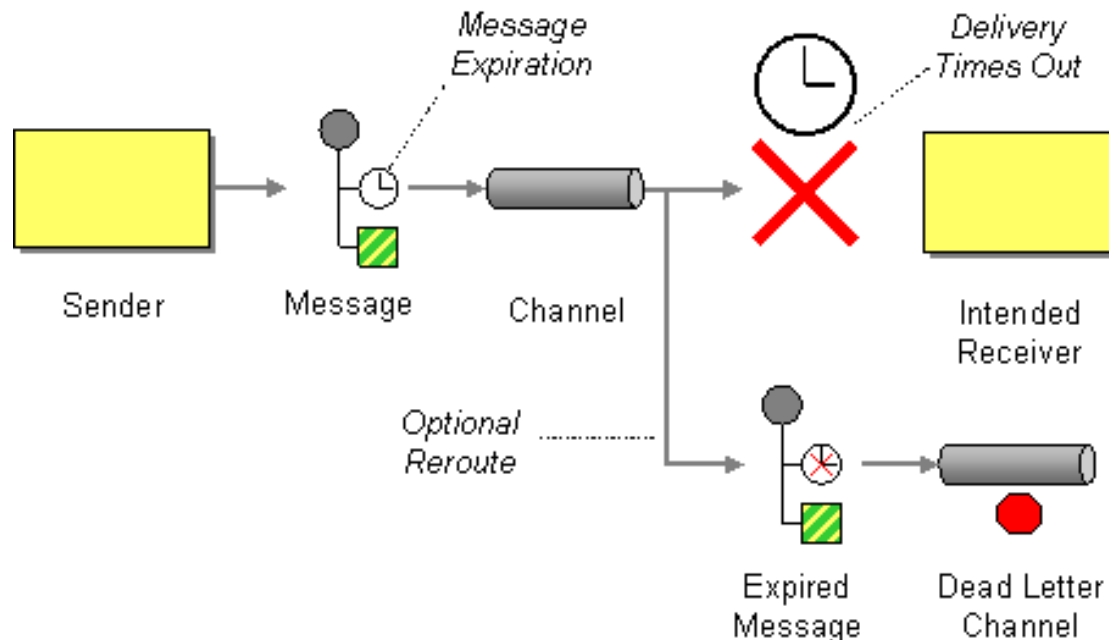 Message
Expiration
Delivery
Times Out
Sender
Message
Channel
Intended
Receiver
Optional
Reroute
Expired
Message
Dead Letter
Channel